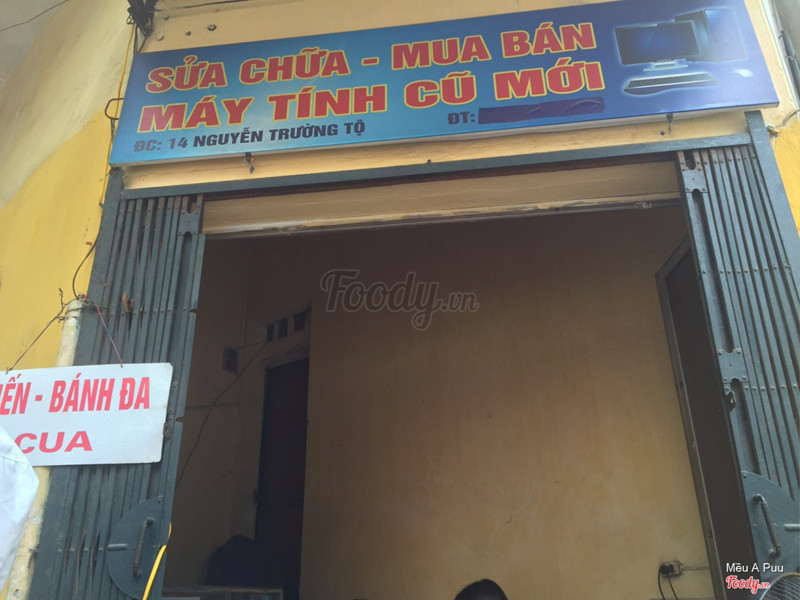 SỬA CHỮA - MUA BÁN
MÁY TÍNH CŨ MỚI
ĐC: 14 NGUYỄN TRƯỜNG TỘ
ĐT:
Foody.vn
- BÁNH ĐA
CUA
Mều A Puu
Foody.vn